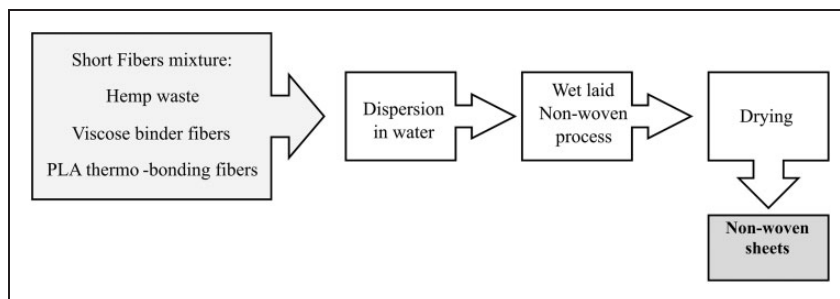 Short Fibers mixture:
Hemp waste
Viscose binder fibers
PLA thermo -bonding fibers
Dispersion
in water
Wet laid
Non-woven
process
Drying
Non-woven
sheets